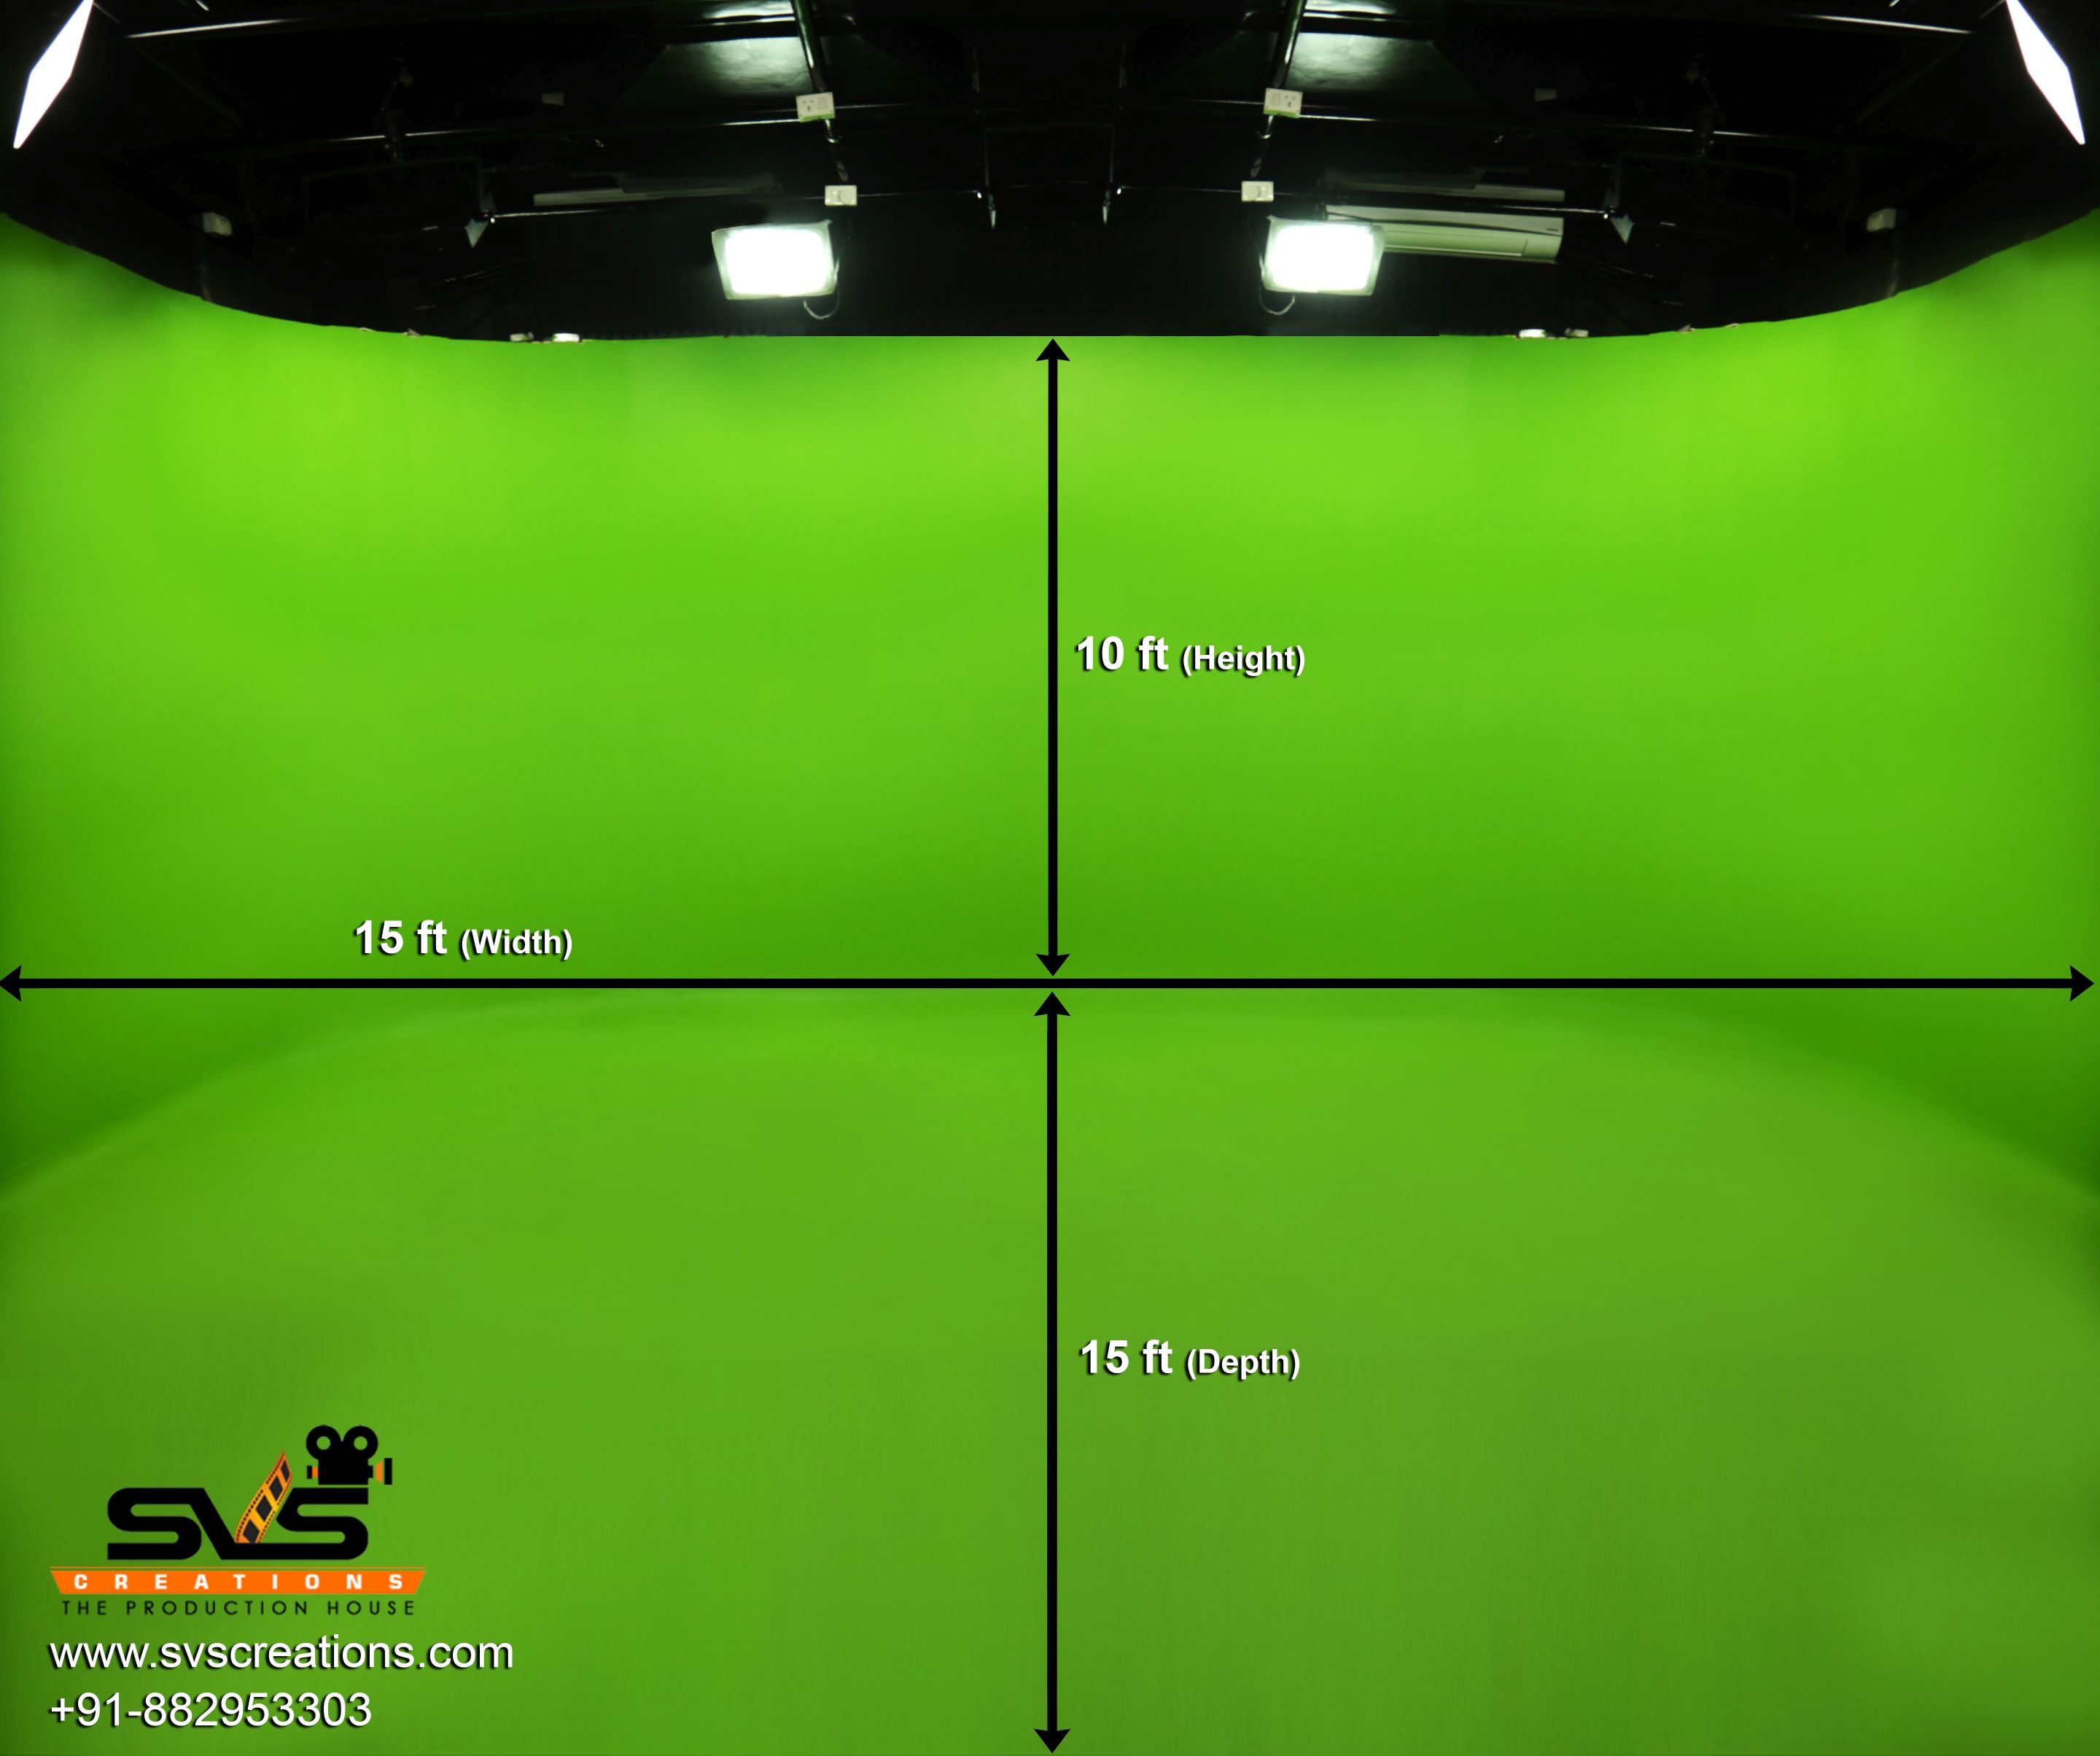 10 ft (Height)
15 ft (Width)
15 ft (Depth)
SVS
CREATIONS
THE PRODUCTION HOUSE
www.svscreations.com
+91-882953303